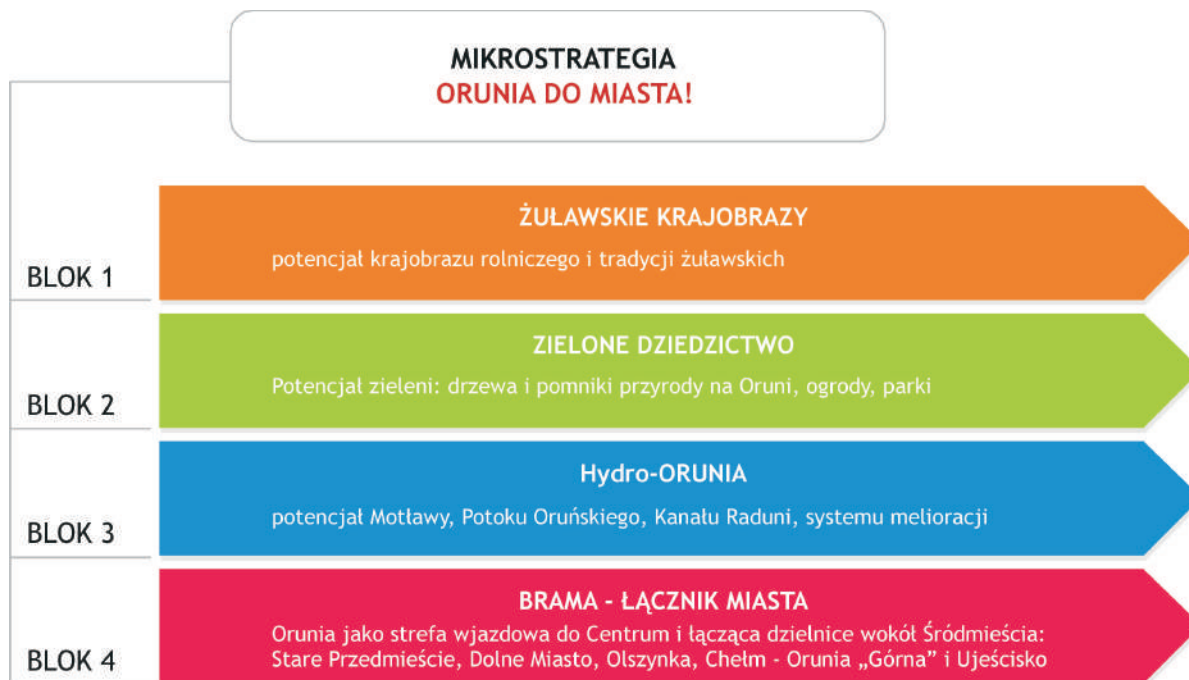 MIKROSTRATEGIA
ORUNIA DO MIASTA!
ŻUŁAWSKIE KRAJOBRAZY
potencjał krajobrazu rolniczego i tradycji żuławskich
BLOK 1
ZIELONE DZIEDZICTWO
Potencjał zieleni: drzewa i pomniki przyrody na Oruni, ogrody, parki
BLOK 2
Hydro-ORUNIA
potencjał Motławy, Potoku Oruńskiego, Kanału Raduni, systemu melioracji
BLOK 3
BRAMA - ŁĄCZNIK MIASTA
Orunia jako strefa wjazdowa do Centrum i łącząca dzielnice wokół Śródmieścia:
Stare Przedmieście, Dolne Miasto, Olszynka, Chełm - Orunia „Górna” i Ujeścisko
BLOK 4